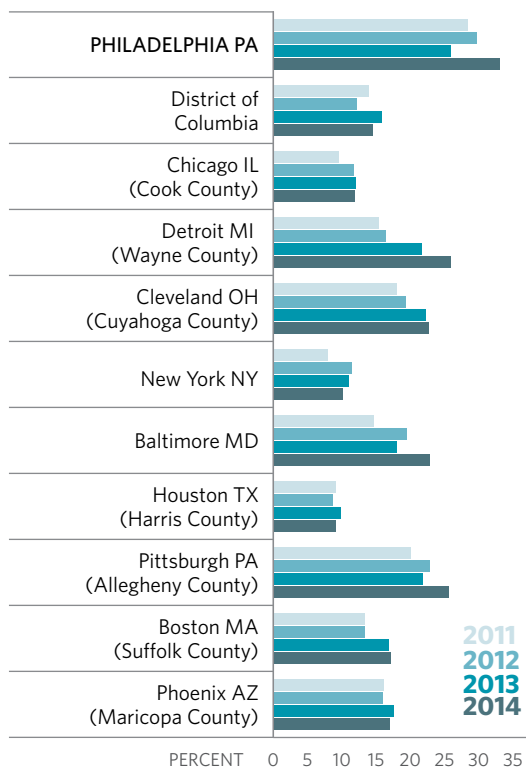 PHILADELPHIA PA
District of
Columbia
Chicago IL
(Cook County)
Detroit MI
(Wayne County)
Cleveland OH
(Cuyahoga County)
New York NY
Baltimore MD
Houston TX
(Harris County)
Pittsburgh PA
(Allegheny County)
Boston MA
(Suffolk County)
Phoenix AZ
(Maricopa County)
2011
2012
2013
2014
PERCENT 0 5 10 15 20 25 30 35